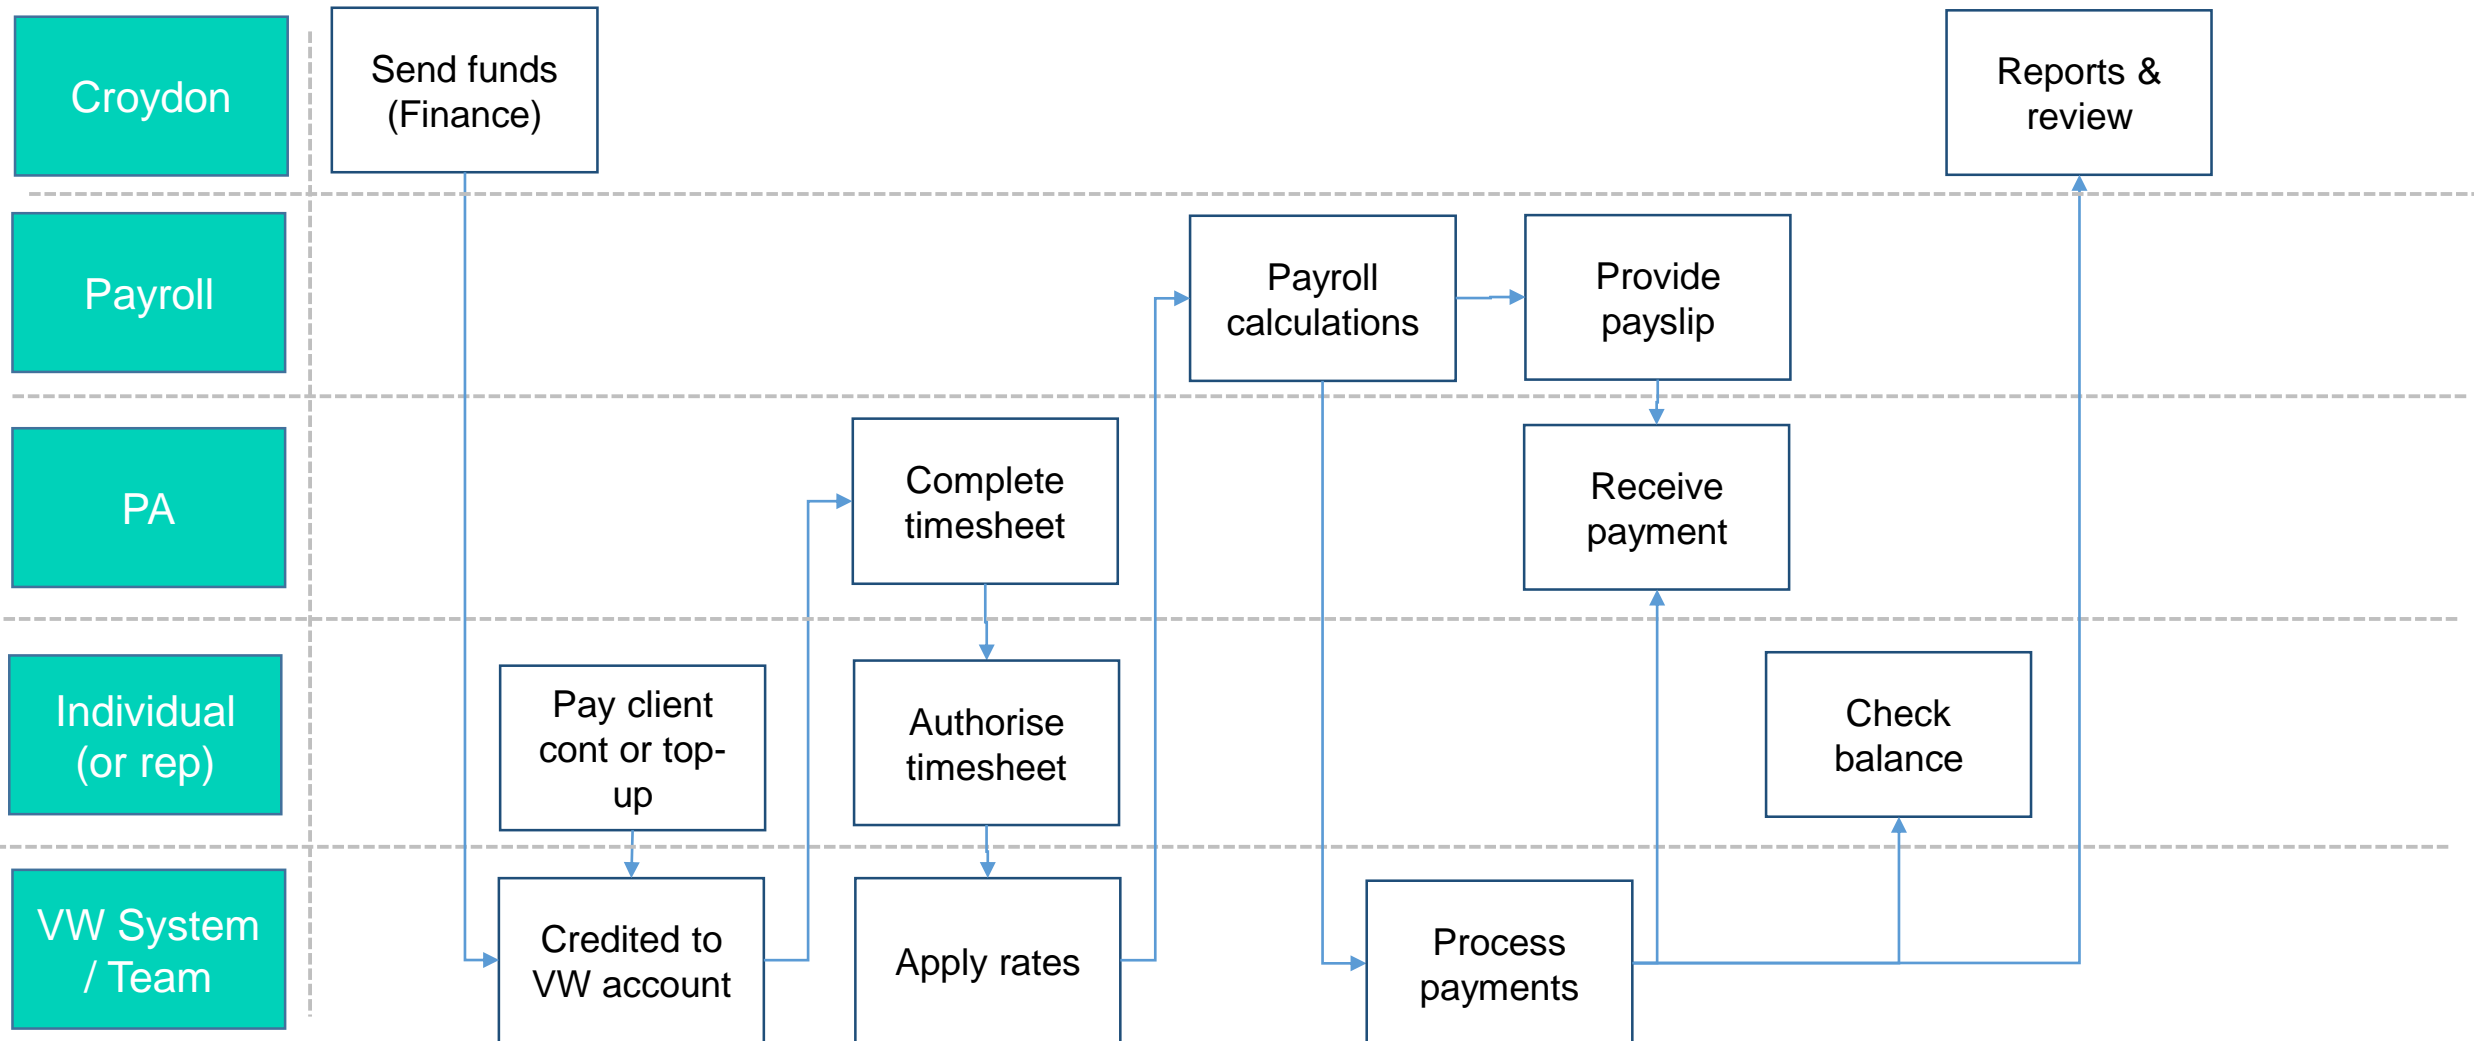 Croydon
Send funds
(Finance)
Reports &
review
Payroll
Payroll
calculations
Provide
payslip
PA
Complete
timesheet
Receive
payment
Individual
(or rep)
Pay client
cont or top-
up
Authorise
timesheet
Check
balance
VW System
/ Team
Credited to
VW account
Apply rates
Process
payments